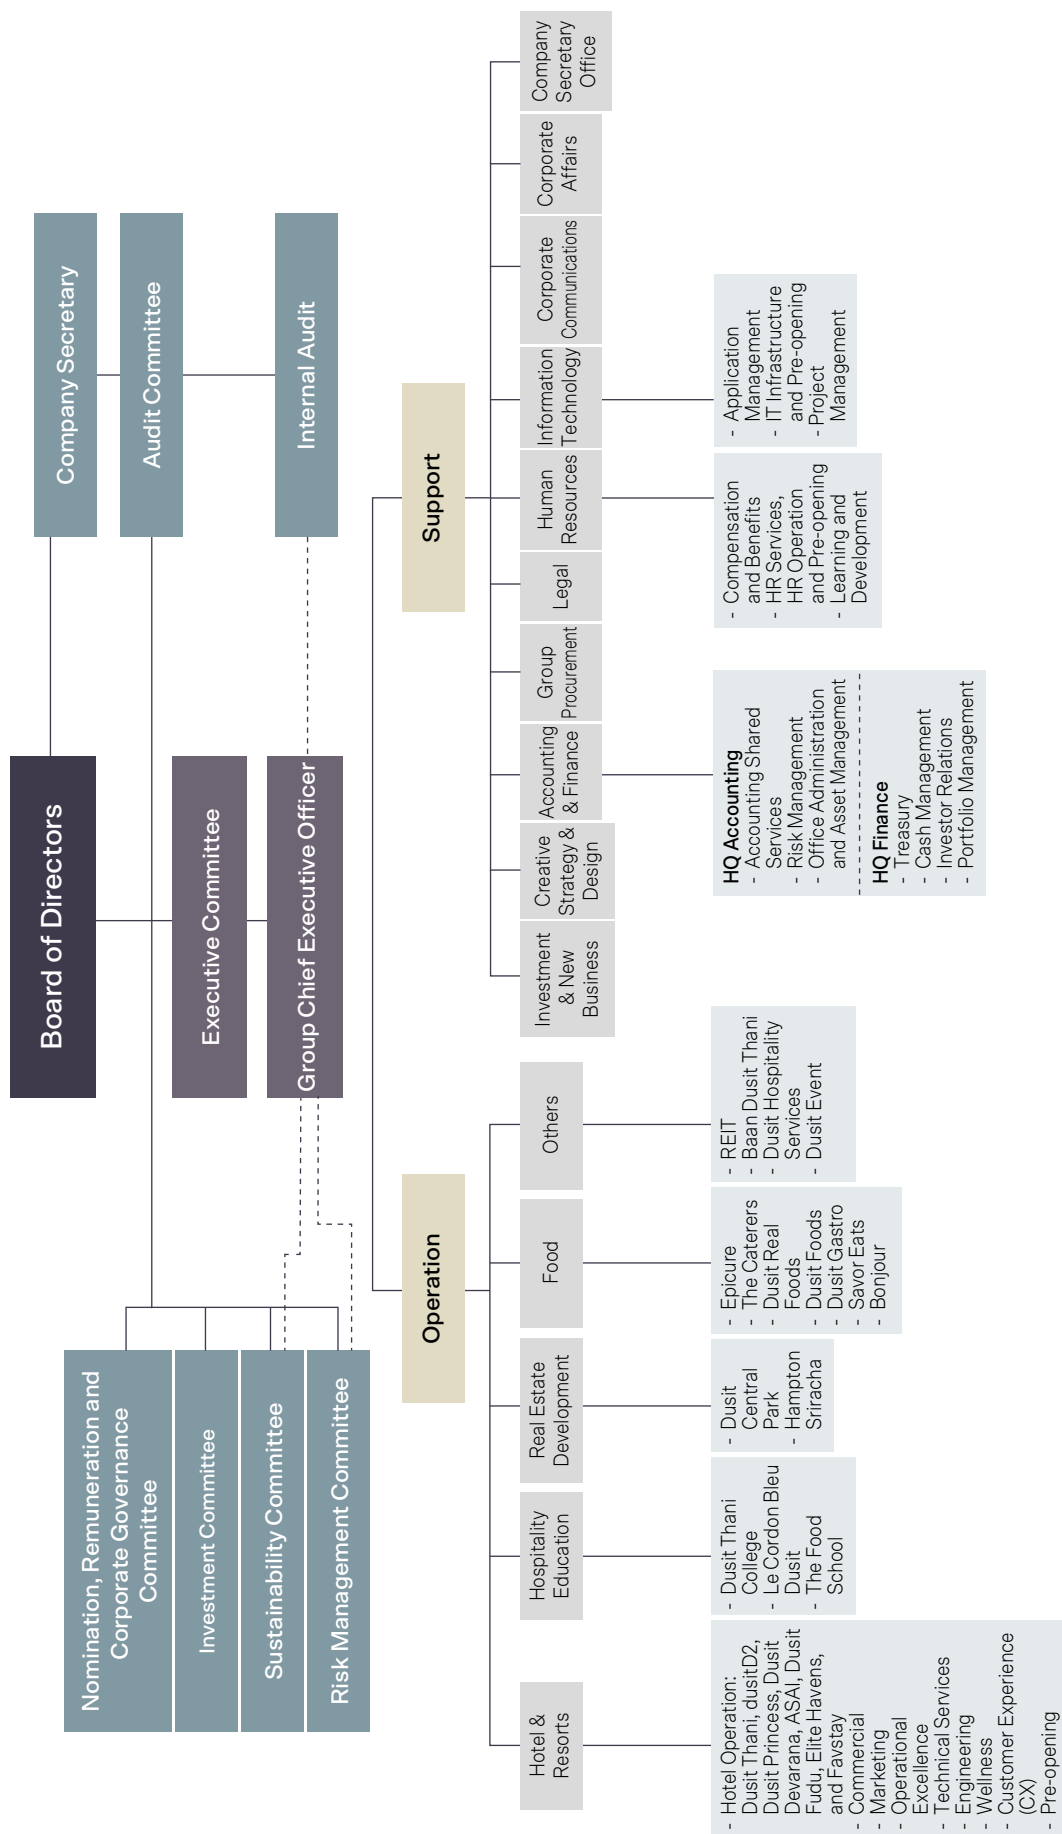 Board of Directors
Company Secretary
Audit Committee
Internal Audit
Executive Committee
Group Chief Executive Officer
Nomination, Remuneration and
Corporate Governance
Committee
Investment Committee
Sustainability Committee
Risk Management Committee
Operation
Support
Hotel &
Resorts
Hospitality
Education
Real Estate
Development
Food
Others
Investment
& New
Business
Creative
Strategy &
Design
Accounting
& Finance
Group
Procurement
Legal
Human
Resources
Information
Technology
Corporate
Communications
Corporate
Affairs
Company
Secretary
Office
- Hotel Operation:
Dusit Thani, dusitD2,
Dusit Princess, Dusit
Devarana, ASAI, Dusit
Fudu, Elite Havens,
and Favstay
- Commercial
- Marketing
- Operational
Excellence
- Technical Services
- Engineering
- Wellness
- Customer Experience
(CX)
- Pre-opening
- Dusit Thani
College
- Le Cordon Bleu
Dusit
- The Food
School
- Dusit
Central
Park
- Hampton
Sriracha
- Epicure
- The Caterers
- Dusit Real
Foods
- Dusit Foods
- Dusit Gastro
- Savor Eats
- Bonjour
- REIT
- Baan Dusit Thani
- Dusit Hospitality
Services
- Dusit Event
HQ Accounting
- Accounting Shared
Services
- Risk Management
- Office Administration
and Asset Management
HQ Finance
- Treasury
- Cash Management
- Investor Relations
- Portfolio Management
- Compensation
and Benefits
- HR Services,
HR Operation
and Pre-opening
- Learning and
Development
- Application
Management
- IT Infrastructure
and Pre-opening
- Project
Management